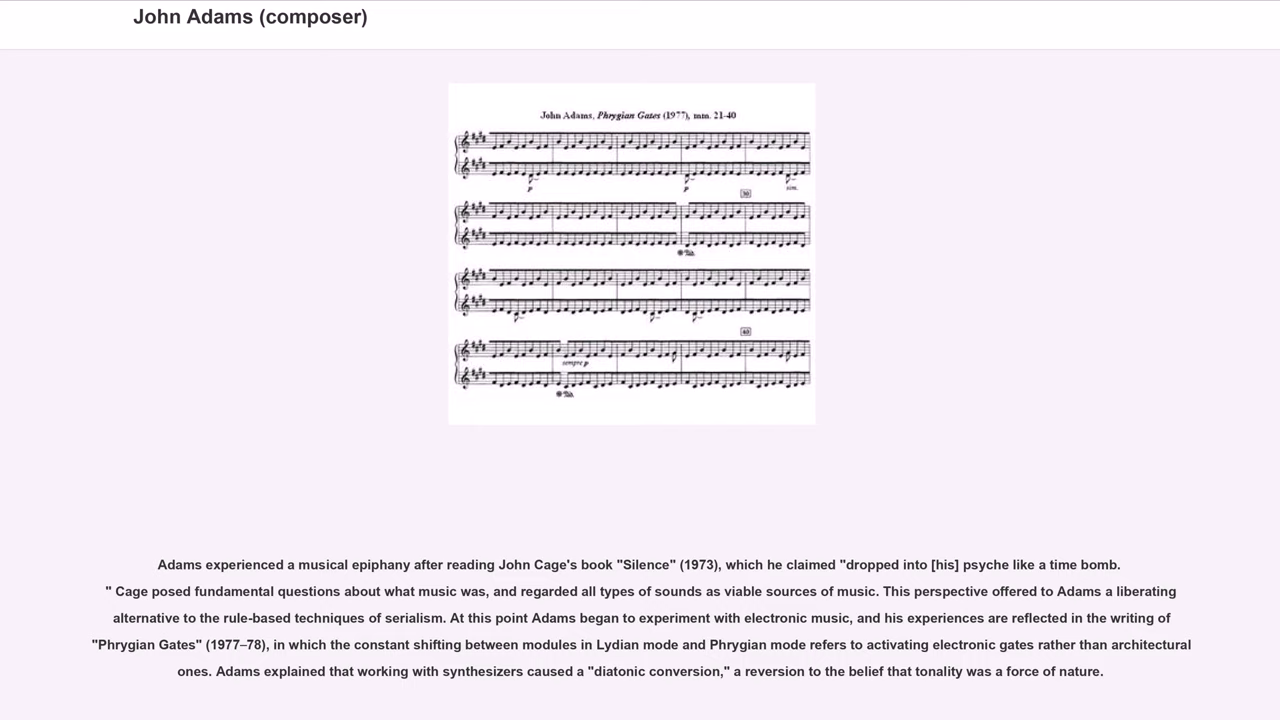 John Adams (composer)
John Adams, Phrygian Gates (1977), mm. 21-40
p
p
sim.
30
sempre p
40
Adams experienced a musical epiphany after reading John Cage's book "Silence" (1973), which he claimed "dropped into [his] psyche like a time bomb.
" Cage posed fundamental questions about what music was, and regarded all types of sounds as viable sources of music. This perspective offered to Adams a liberating
alternative to the rule-based techniques of serialism. At this point Adams began to experiment with electronic music, and his experiences are reflected in the writing of
"Phrygian Gates" (1977–78), in which the constant shifting between modules in Lydian mode and Phrygian mode refers to activating electronic gates rather than architectural
ones. Adams explained that working with synthesizers caused a "diatonic conversion," a reversion to the belief that tonality was a force of nature.